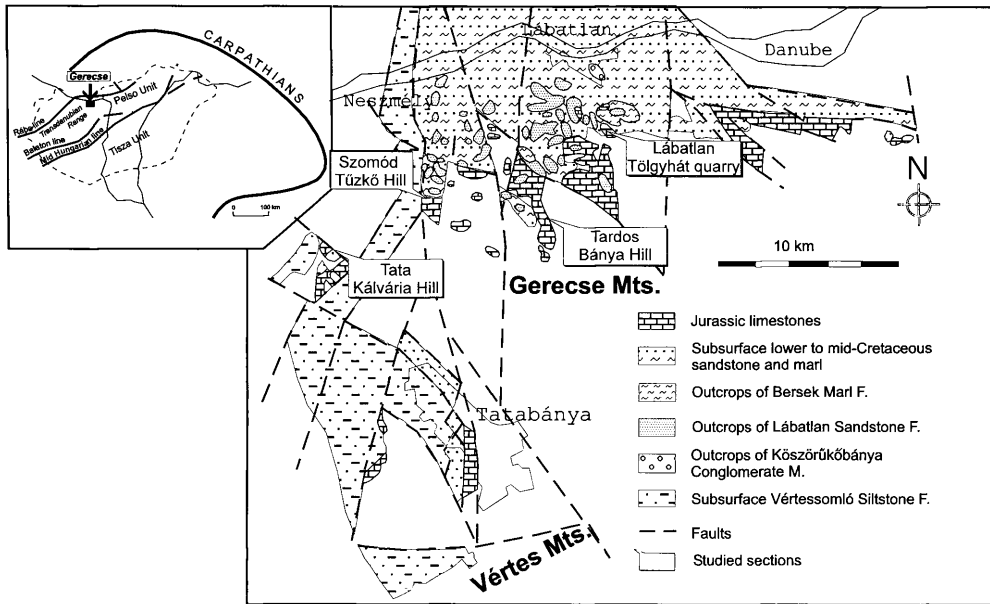 CARPATHIANS
Gerecse
Pelso Unit
Rába line
Transdanubian
Range
Balaton line
Mid Hungarian line
Tisza Unit
0 100 km
Lábatlan
Danube
Neszmély
Szomód
Tűzkő Hill
Lábatlan
Tölgyhát quarry
N
Tardos
Bánya Hill
Tata
Kálvária Hill
10 km
Gerecse Mts.
Tatabánya
Vértes Mts.
Jurassic limestones
Subsurface lower to mid-Cretaceous
sandstone and marl
Outcrops of Bersek Marl F.
Outcrops of Lábatlan Sandstone F.
Outcrops of Köszörűkőbánya
Conglomerate M.
Subsurface Vértessomló Siltstone F.
Faults
Studied sections